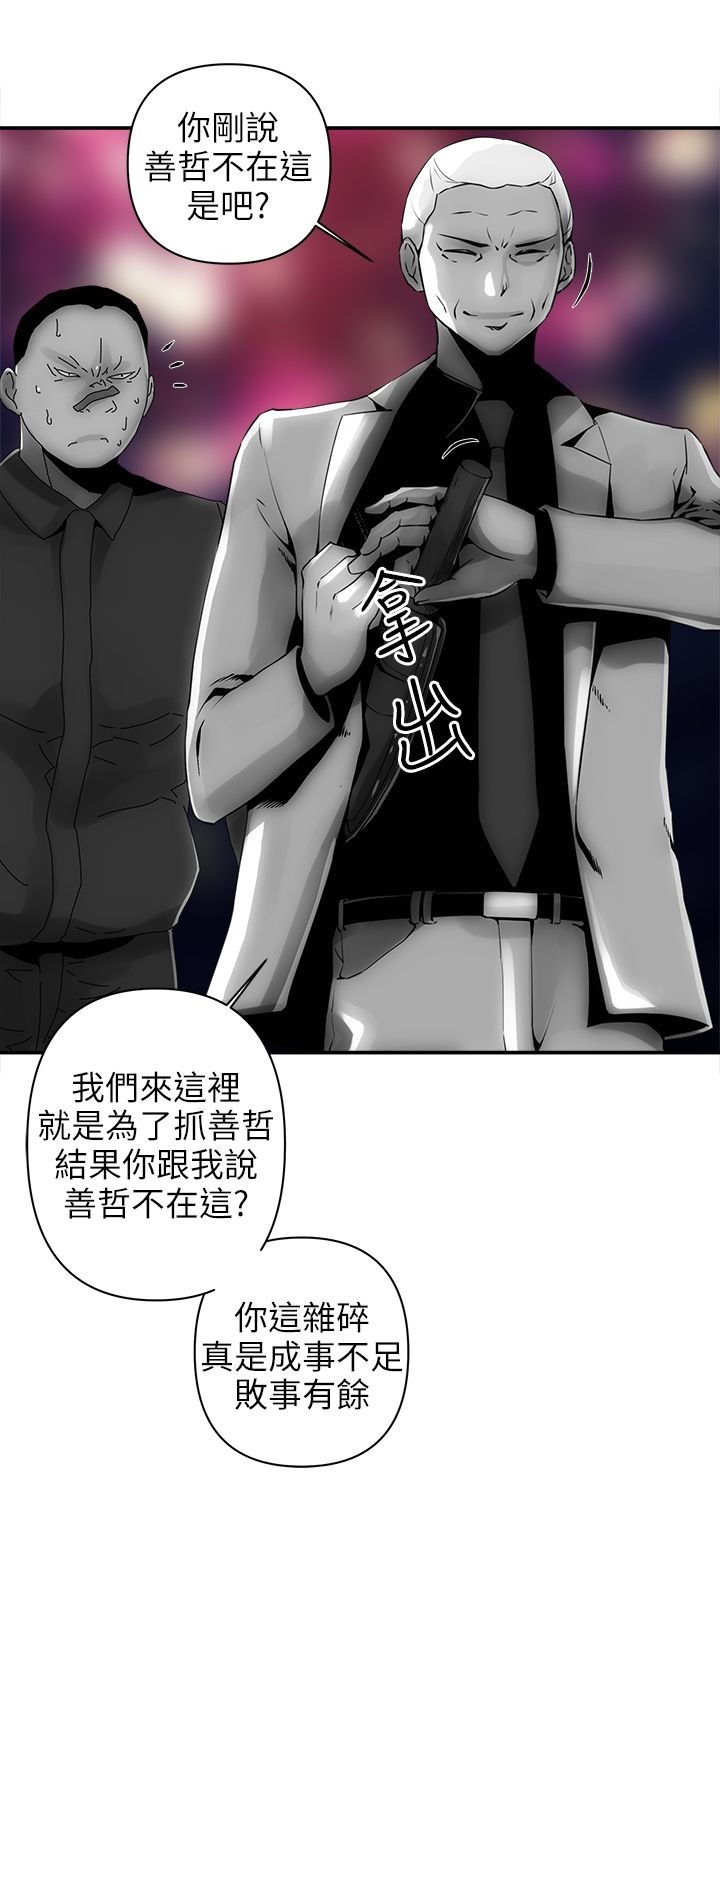 你剛說
善哲不在這
是吧?
拿出
我們來這裡
就是為了抓善哲
結果你跟我說
善哲不在這?
你這雜碎
真是成事不足
敗事有餘